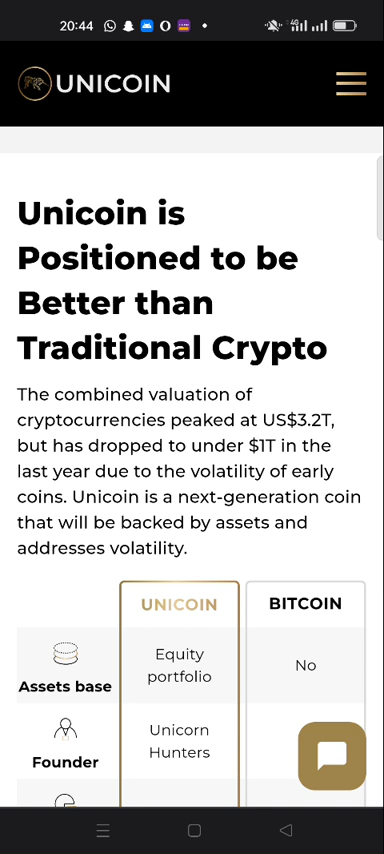 20:44
4G
UNICOIN
Unicoin is
Positioned to be
Better than
Traditional Crypto
The combined valuation of
cryptocurrencies peaked at US$3.2T,
but has dropped to under $1T in the
last year due to the volatility of early
coins. Unicoin is a next-generation coin
that will be backed by assets and
addresses volatility.
UNICOIN BITCOIN
Assets base
Equity
portfolio
No
Founder
Unicorn
Hunters